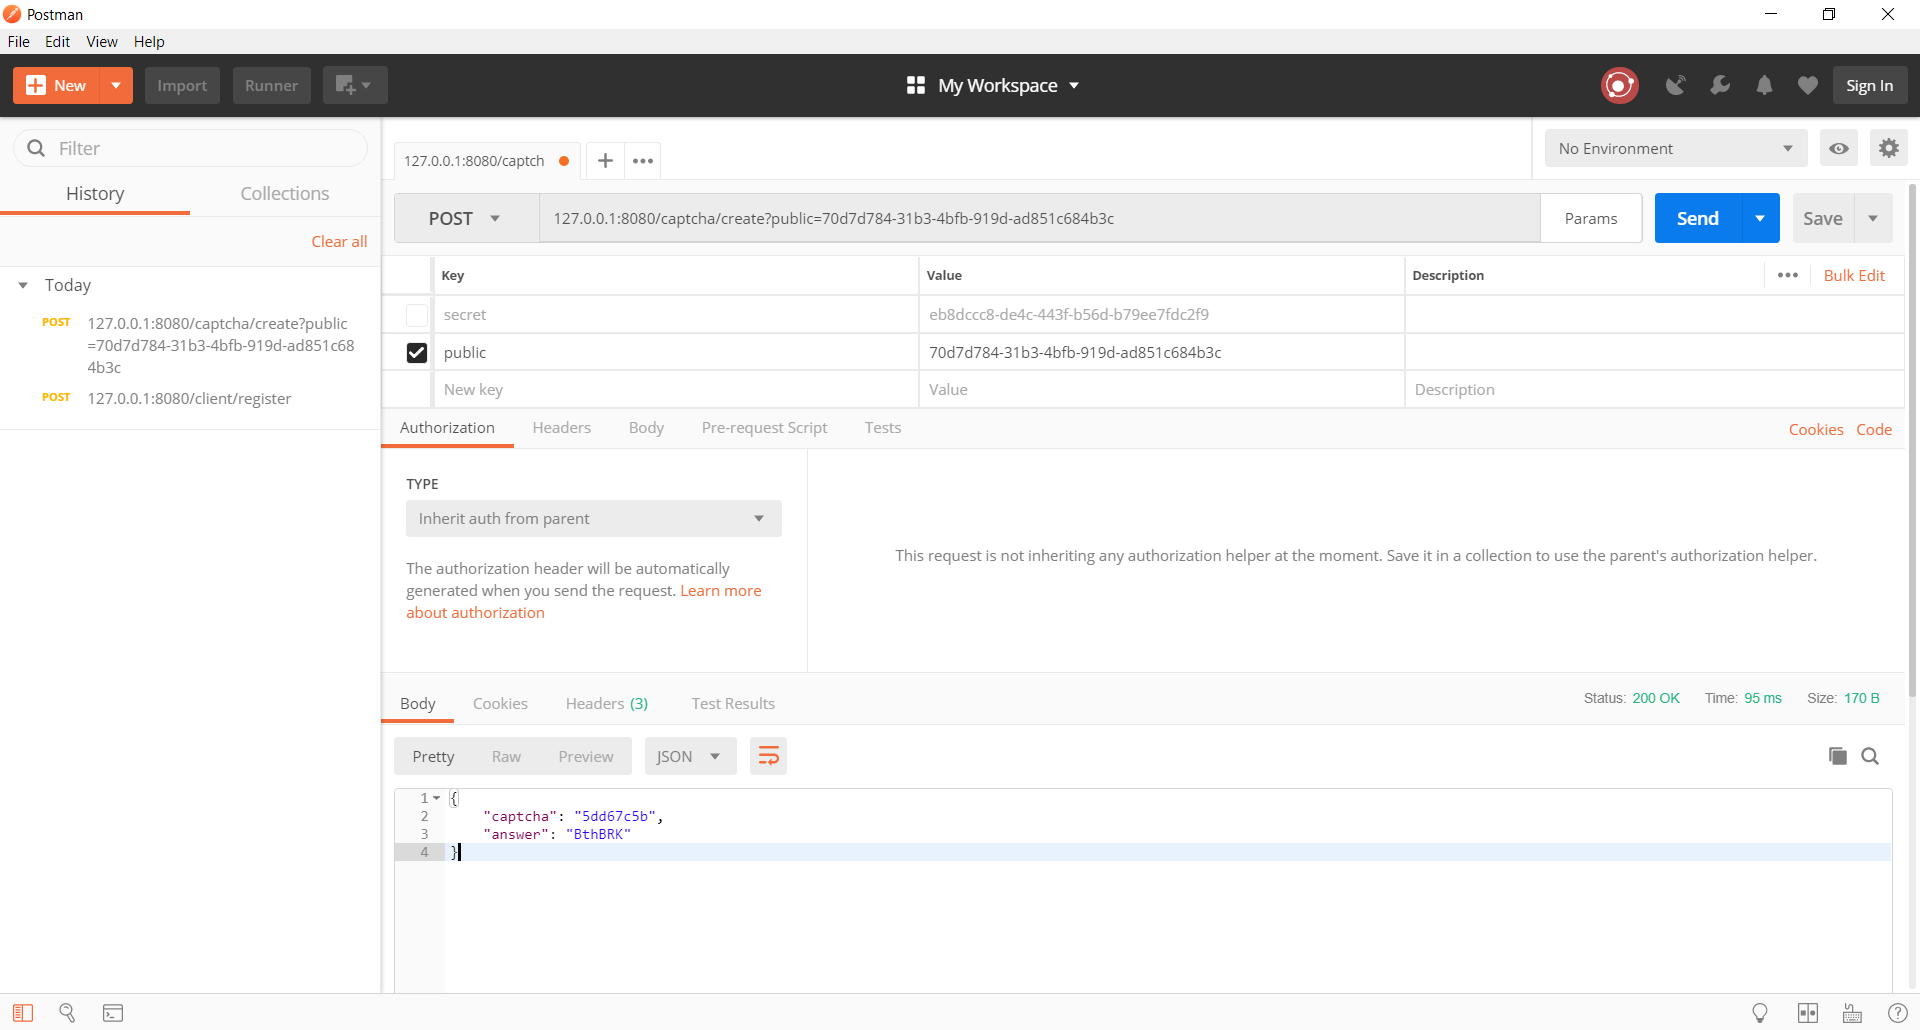 Postman
File Edit View Help
New Import Runner My Workspace Sign In
Filter
History Collections
Clear all
Today
POST 127.0.0.1:8080/captcha/create?public
=70d7d784-31b3-4bfb-919d-ad851c68
4b3c
POST 127.0.0.1:8080/client/register
127.0.0.1:8080/captch
No Environment
POST 127.0.0.1:8080/captcha/create?public=70d7d784-31b3-4bfb-919d-ad851c684b3c Params Send Save
Key Value Description Bulk Edit
secret eb8dccc8-de4c-443f-b56d-b79ee7fdc2f9
public 70d7d784-31b3-4bfb-919d-ad851c684b3c
New key Value Description
Authorization Headers Body Pre-request Script Tests Cookies Code
TYPE
Inherit auth from parent
The authorization header will be automatically
generated when you send the request. Learn more
about authorization
This request is not inheriting any authorization helper at the moment. Save it in a collection to use the parent's authorization helper.
Body Cookies Headers (3) Test Results Status: 200 OK Time: 95 ms Size: 170 B
Pretty Raw Preview JSON
1 {
2 "captcha": "5dd67c5b",
3 "answer": "BthBRK"
4 }